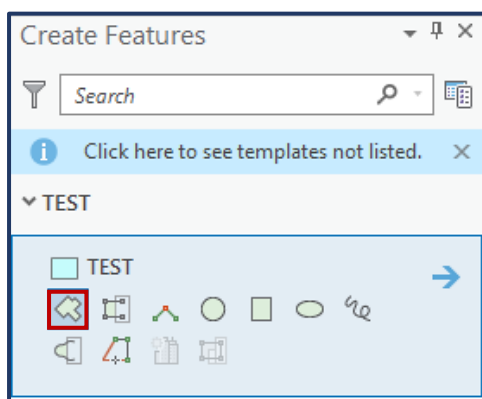 Create Features
Search
Click here to see templates not listed.
TEST
TEST